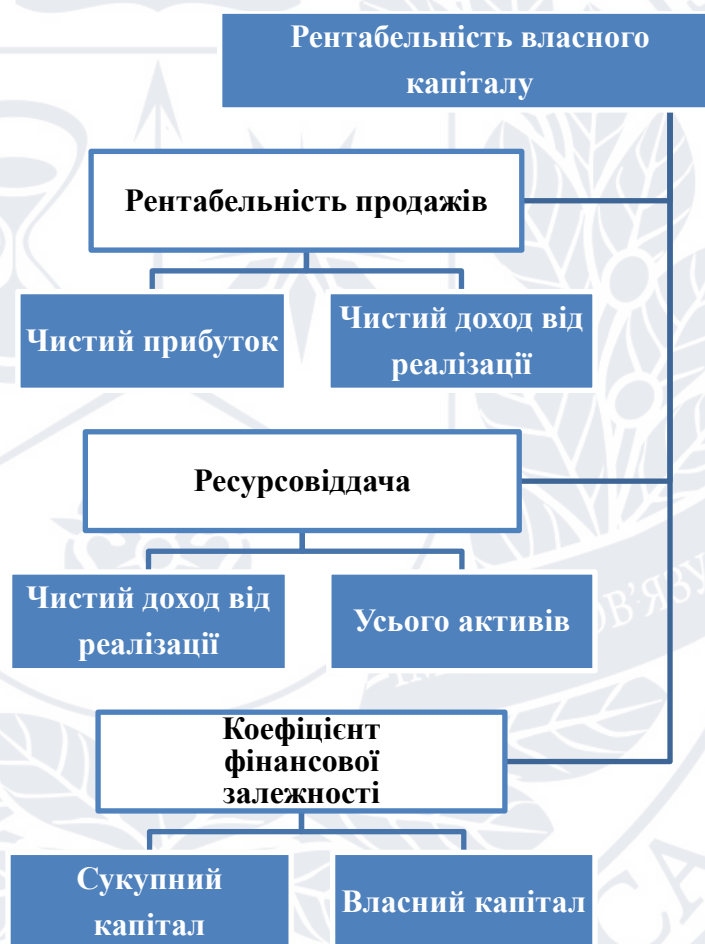 Рентабельність власного
капіталу
Рентабельність продажів
Чистий прибуток
Чистий доход від
реалізації
Ресурсовіддача
Чистий доход від
реалізації
Усього активів
Коефіцієнт
фінансової
залежності
Сукупний
капітал
Власний капітал